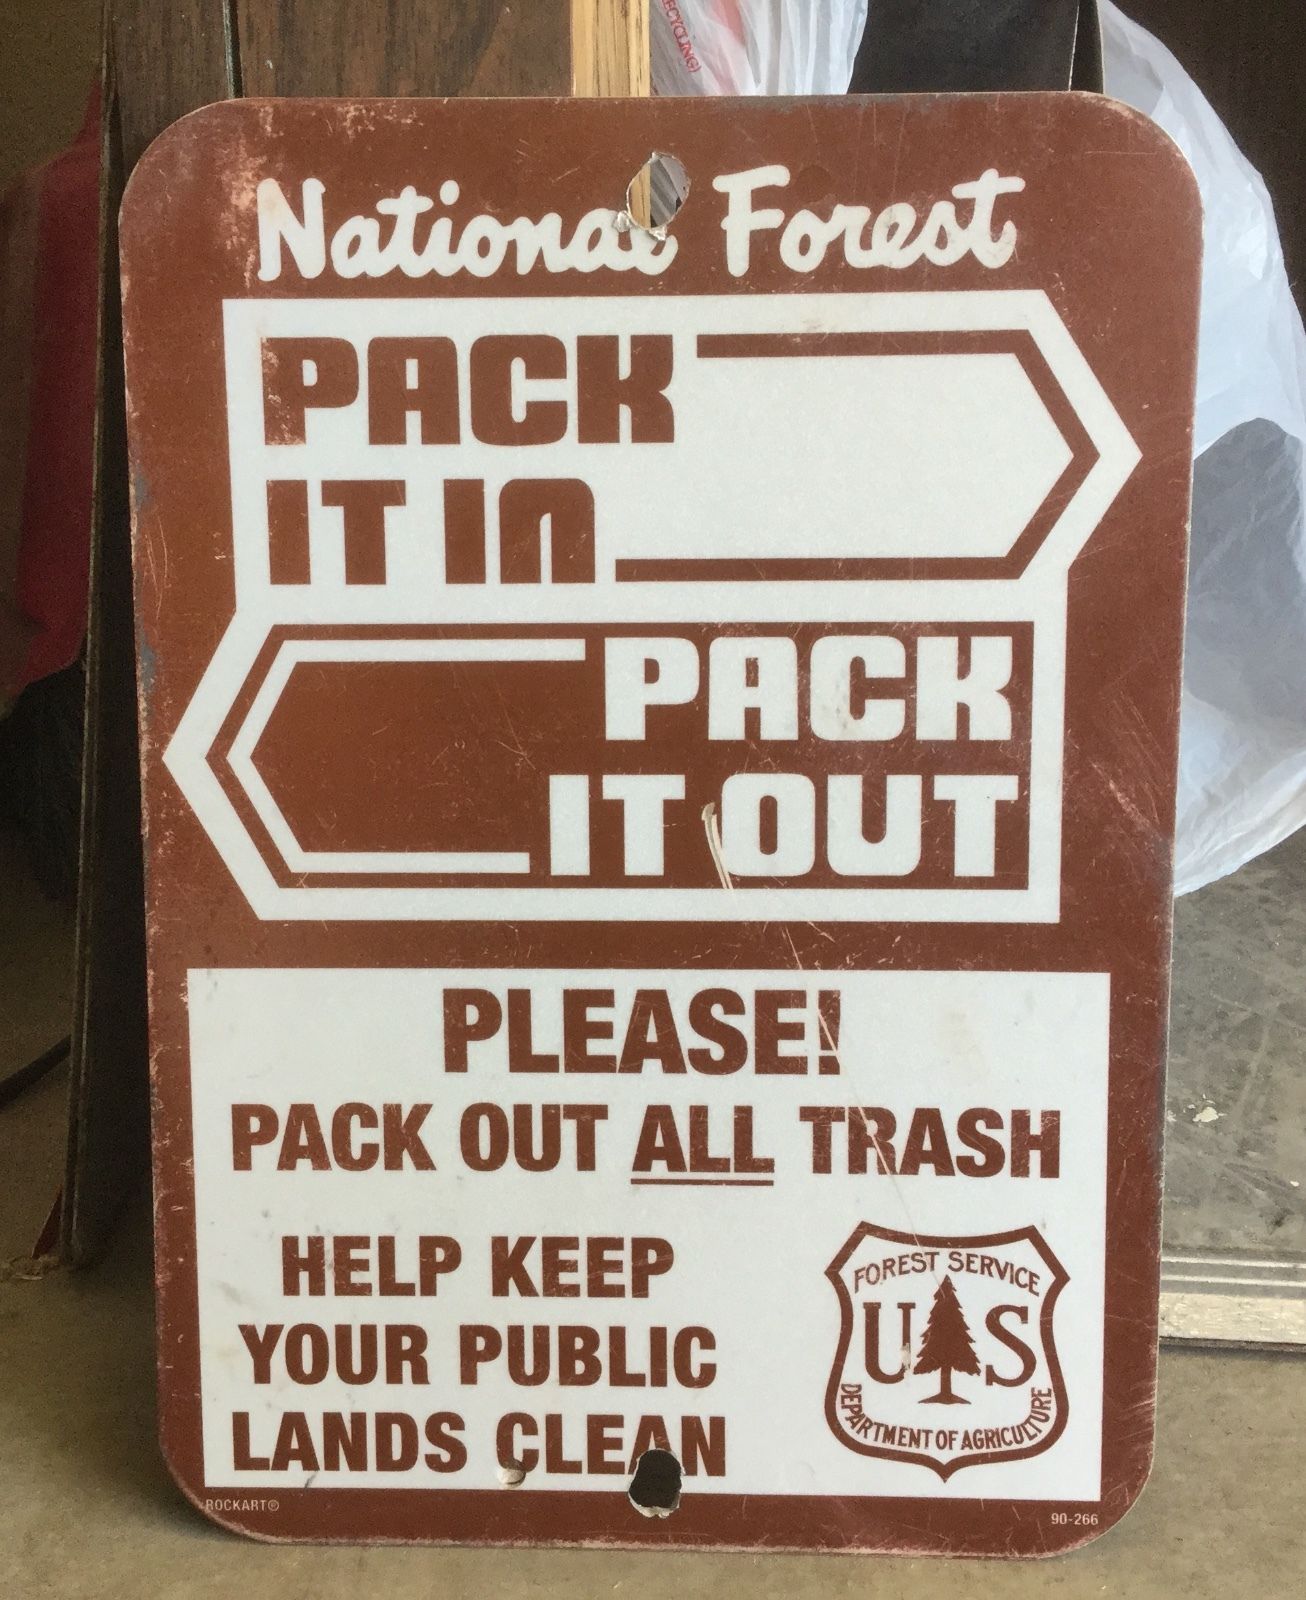 ECYCLING)
National Forest
PACK
IT IN
PACK
IT OUT
PLEASE!
PACK OUT ALL TRASH
HELP KEEP
YOUR PUBLIC
LANDS CLEAN
FOREST SERVICE
U S
DEPARTMENT OF AGRICULTURE
ROCKART®
90-266